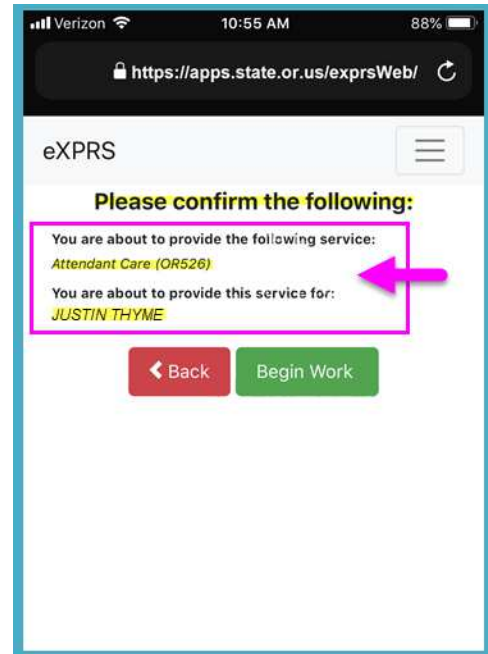 Verizon 10:55 AM 88%
https://apps.state.or.us/exprsWeb/
eXPRS
Please confirm the following:
You are about to provide the following service:
Attendant Care (OR526)
You are about to provide this service for:
JUSTIN THYME
Back Begin Work